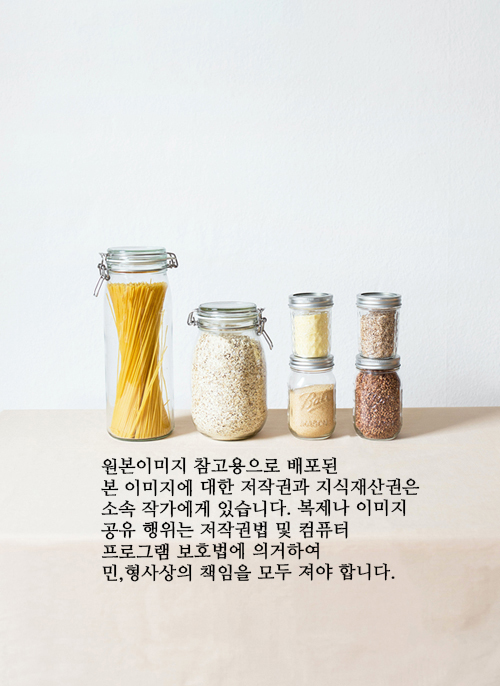 원본이미지 참고용으로 배포된
본 이미지에 대한 저작권과 지식재산권은
소속 작가에게 있습니다. 복제나 이미지
공유 행위는 저작권법 및 컴퓨터
프로그램 보호법에 의거하여
민,형사상의 책임을 모두 져야 합니다.
Ball
MASON